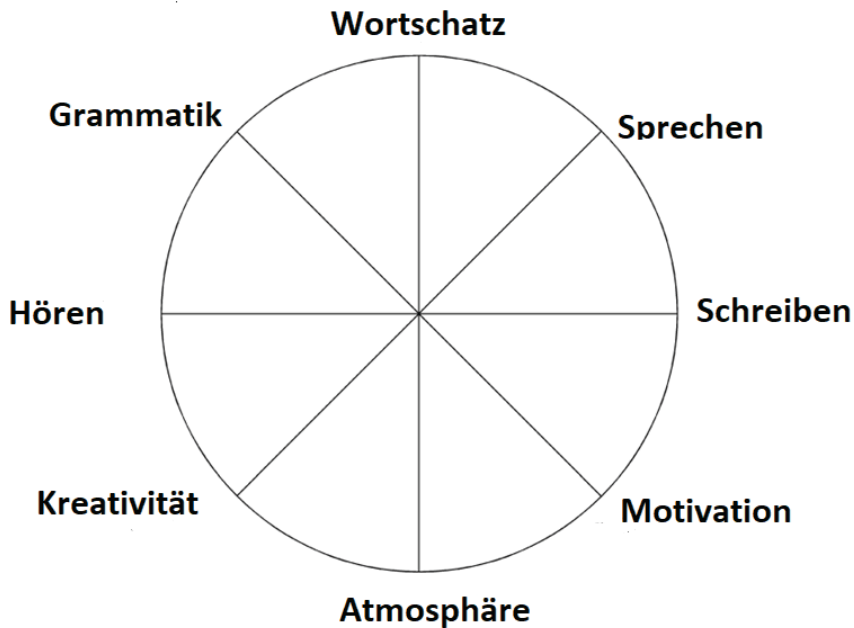 Wortschatz
Grammatik
Sprechen
Hören
Schreiben
Kreativität
Motivation
Atmosphäre